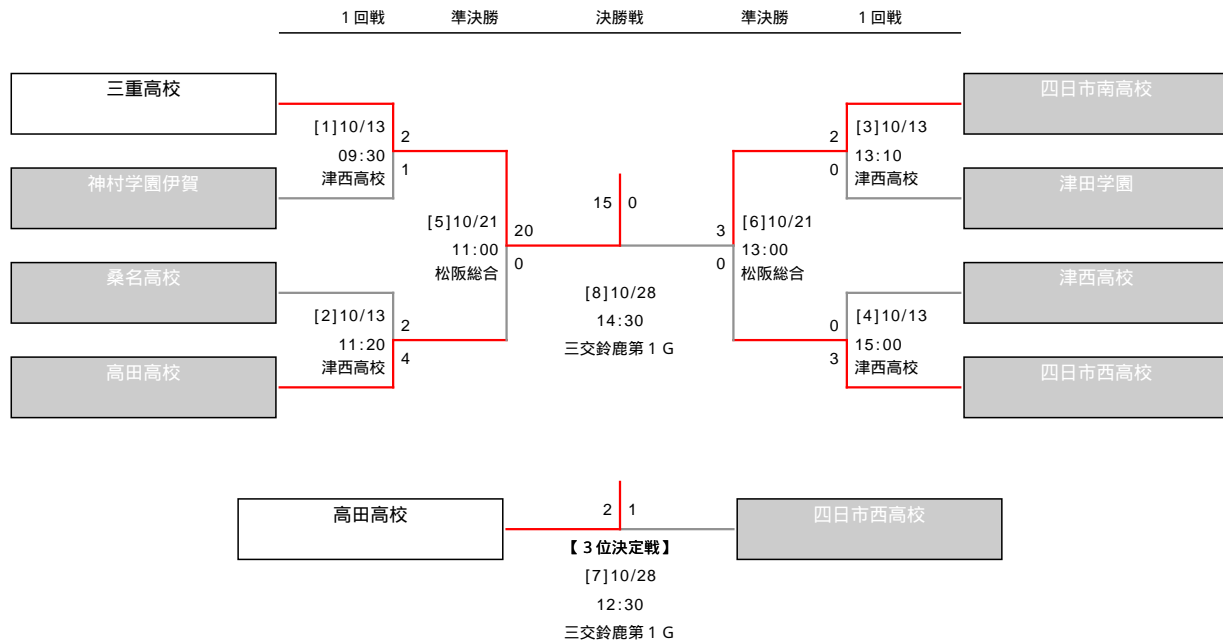 1回戦 準決勝 決勝戦 準決勝 1回戦
三重高校
四日市南高校
[1]10/13
2
2
[3]10/13
09:30
13:10
1
0
津西高校
津西高校
神村学園伊賀
津田学園
15 0
[5]10/21
20
3
[6]10/21
11:00
13:00
0
0
松阪総合
松阪総合
桑名高校
津西高校
[8]10/28
14:30
三交鈴鹿第1G
[2]10/13
2
0
[4]10/13
11:20
15:00
4
3
津西高校
津西高校
高田高校
四日市西高校
高田高校
2 1
四日市西高校
【3位決定戦】
[7]10/28
12:30
三交鈴鹿第1G